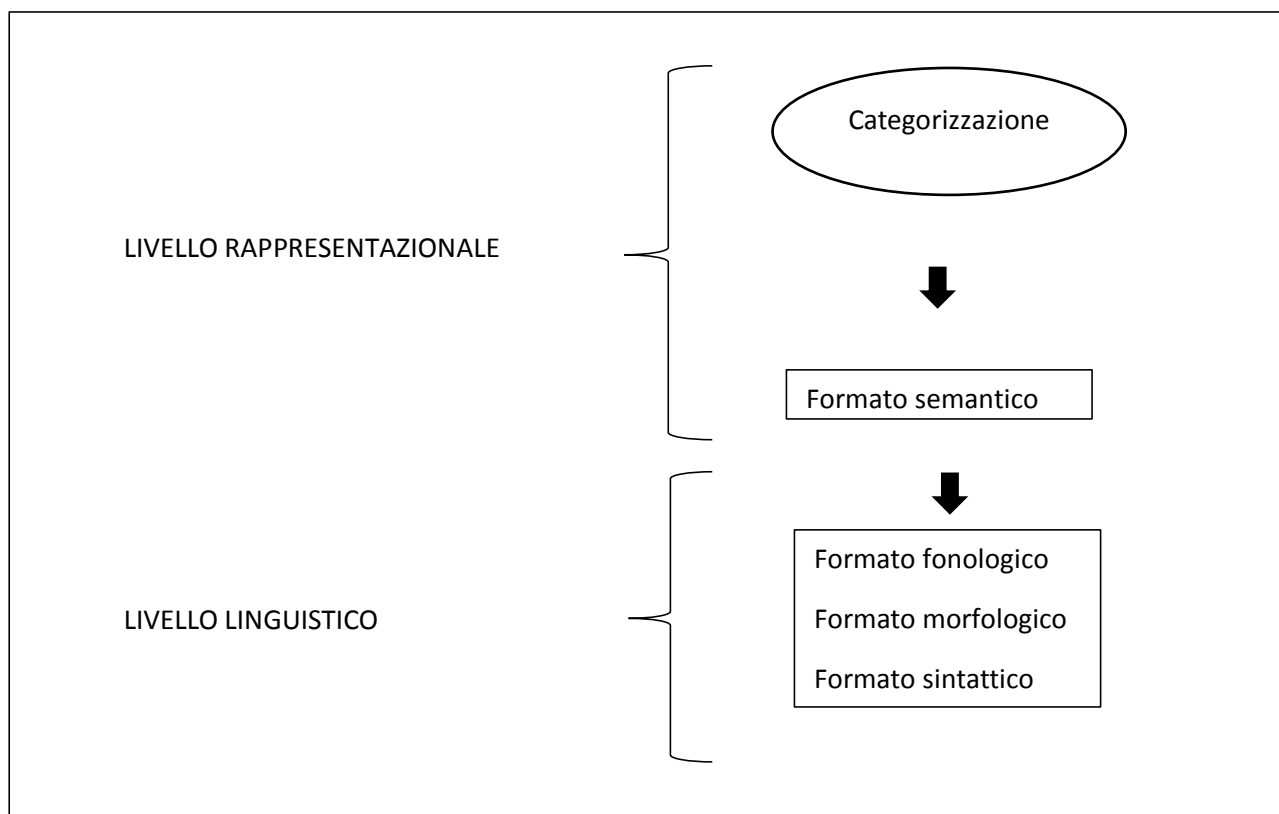 Categorizzazione
LIVELLO RAPPRESENTAZIONALE
Formato semantico
Formato fonologico
LIVELLO LINGUISTICO
Formato morfologico
Formato sintattico